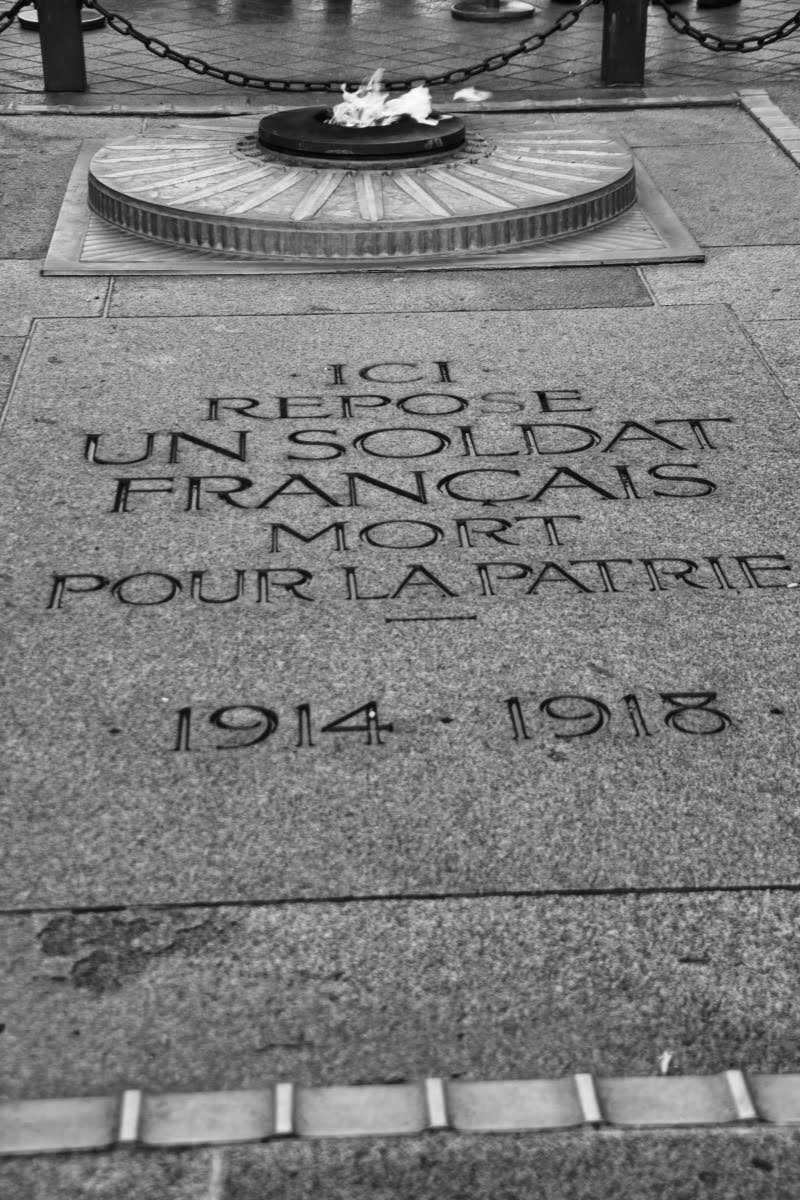 ICI
REPOSE
UN SOLDAT
FRANÇAIS
MORT
POUR LA PATRIE
· 1914 · 1918 ·